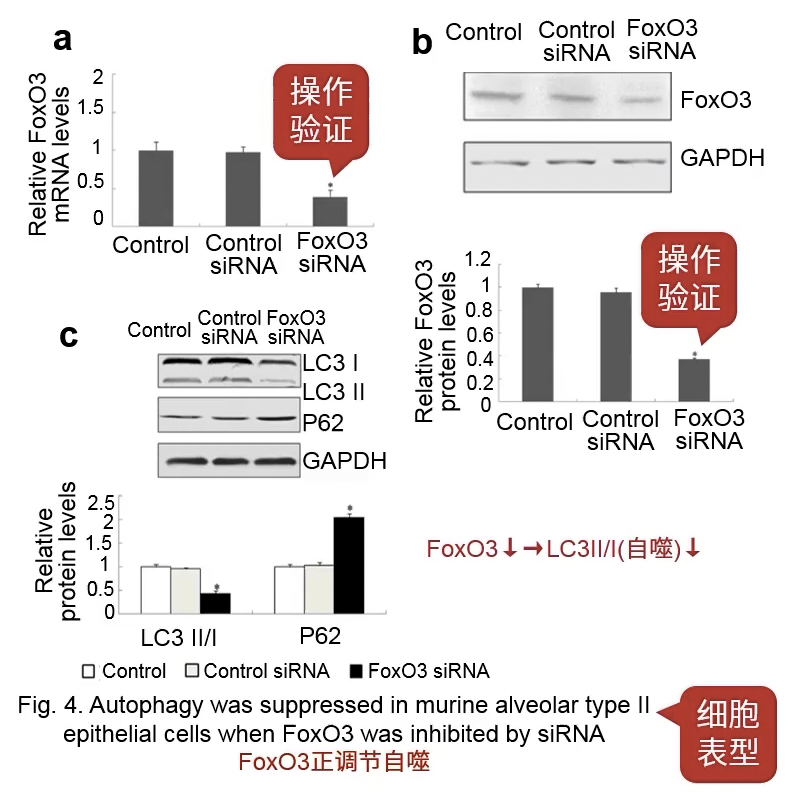 a
Relative FoxO3
mRNA levels
2
1.5
1
0.5
0
操作
验证
*
Control
Control
siRNA
FoxO3
siRNA
b
Control
Control
siRNA
FoxO3
siRNA
FoxO3
GAPDH
Relative FoxO3
protein levels
1.2
1
0.8
0.6
0.4
0.2
0
操作
验证
*
Control
Control
siRNA
FoxO3
siRNA
c
Control
Control
siRNA
FoxO3
siRNA
LC3 I
LC3 II
P62
GAPDH
Relative
protein levels
2.5
2
1.5
1
0.5
0
*
*
LC3 II/I
P62
Control
Control siRNA
FoxO3 siRNA
FoxO3↓→LC3II/I(自噬)↓
Fig. 4. Autophagy was suppressed in murine alveolar type II
epithelial cells when FoxO3 was inhibited by siRNA
FoxO3正调节自噬
细胞
表型